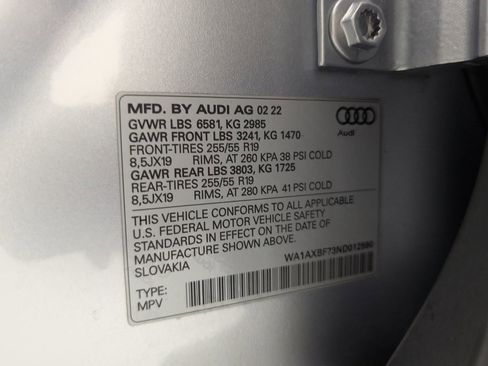 MFD. BY AUDI AG 02 22
GVWR LBS 6581, KG 2985
GAWR FRONT LBS 3241, KG 1470
FRONT-TIRES 255/55 R19
8,5JX19 RIMS, AT 260 KPA 38 PSI COLD
GAWR REAR LBS 3803, KG 1725
REAR-TIRES 255/55 R19
8,5JX19 RIMS, AT 280 KPA 41 PSI COLD
Audi
THIS VEHICLE CONFORMS TO ALL APPLICABLE
U.S. FEDERAL MOTOR VEHICLE SAFETY
STANDARDS IN EFFECT ON THE DATE OF
MANUFACTURE SHOWN ABOVE.
SLOVAKIA
TYPE:
MPV